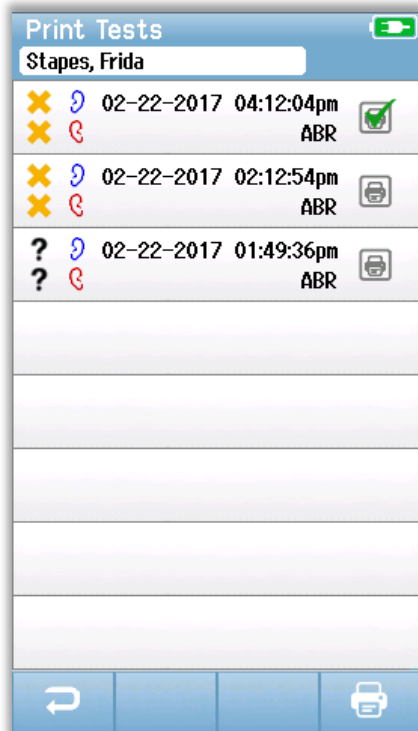 Print Tests
Stapes, Frida
02-22-2017 04:12:04pm
ABR
02-22-2017 02:12:54pm
ABR
? 02-22-2017 01:49:36pm
? ABR